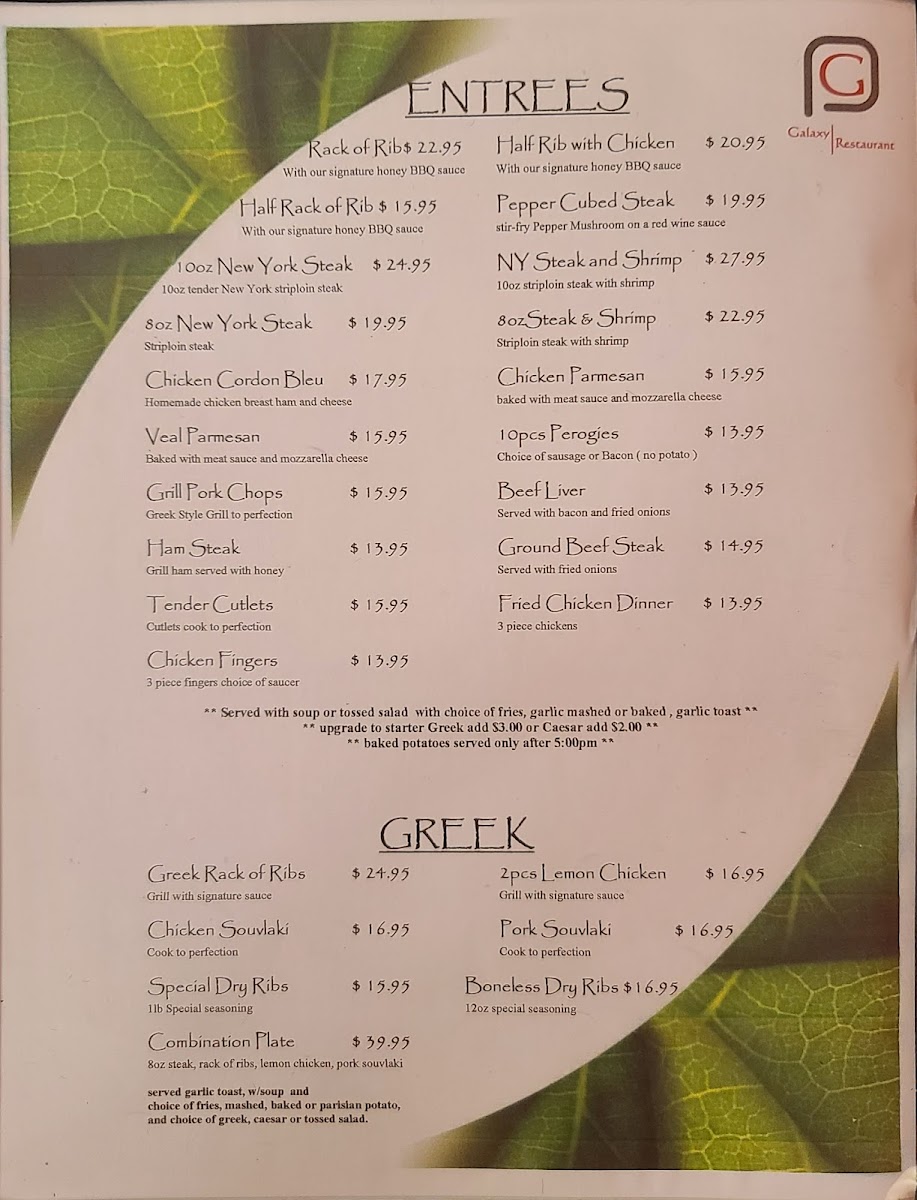 ENTREES
G
Galaxy Restaurant
Rack of Rib$ 22.95
With our signature honey BBQ sauce
Half Rack of Rib $ 15.95
With our signature honey BBQ sauce
10oz New York Steak $ 24.95
10oz tender New York striploin steak
8oz New York Steak $ 19.95
Striploin steak
Chicken Cordon Bleu $ 17.95
Homemade chicken breast ham and cheese
Veal Parmesan $ 15.95
Baked with meat sauce and mozzarella cheese
Grill Pork Chops $ 15.95
Greek Style Grill to perfection
Ham Steak $ 13.95
Grill ham served with honey
Tender Cutlets $ 15.95
Cutlets cook to perfection
Chicken Fingers $ 13.95
3 piece fingers choice of saucer
Half Rib with Chicken $ 20.95
With our signature honey BBQ sauce
Pepper Cubed Steak $ 19.95
stir-fry Pepper Mushroom on a red wine sauce
NY Steak and Shrimp $ 27.95
10oz striploin steak with shrimp
8ozSteak & Shrimp $ 22.95
Striploin steak with shrimp
Chicken Parmesan $ 15.95
baked with meat sauce and mozzarella cheese
10pcs Perogies $ 13.95
Choice of sausage or Bacon ( no potato )
Beef Liver $ 13.95
Served with bacon and fried onions
Ground Beef Steak $ 14.95
Served with fried onions
Fried Chicken Dinner $ 13.95
3 piece chickens
** Served with soup or tossed salad with choice of fries, garlic mashed or baked , garlic toast **
** upgrade to starter Greek add $3.00 or Caesar add $2.00 **
** baked potatoes served only after 5:00pm **
GREEK
Greek Rack of Ribs $ 24.95
Grill with signature sauce
Chicken Souvlaki $ 16.95
Cook to perfection
Special Dry Ribs $ 15.95
1lb Special seasoning
Combination Plate $ 39.95
8oz steak, rack of ribs, lemon chicken, pork souvlaki
2pcs Lemon Chicken $ 16.95
Grill with signature sauce
Pork Souvlaki $ 16.95
Cook to perfection
Boneless Dry Ribs $16.95
12oz special seasoning
served garlic toast, w/soup and
choice of fries, mashed, baked or parisian potato,
and choice of greek, caesar or tossed salad.